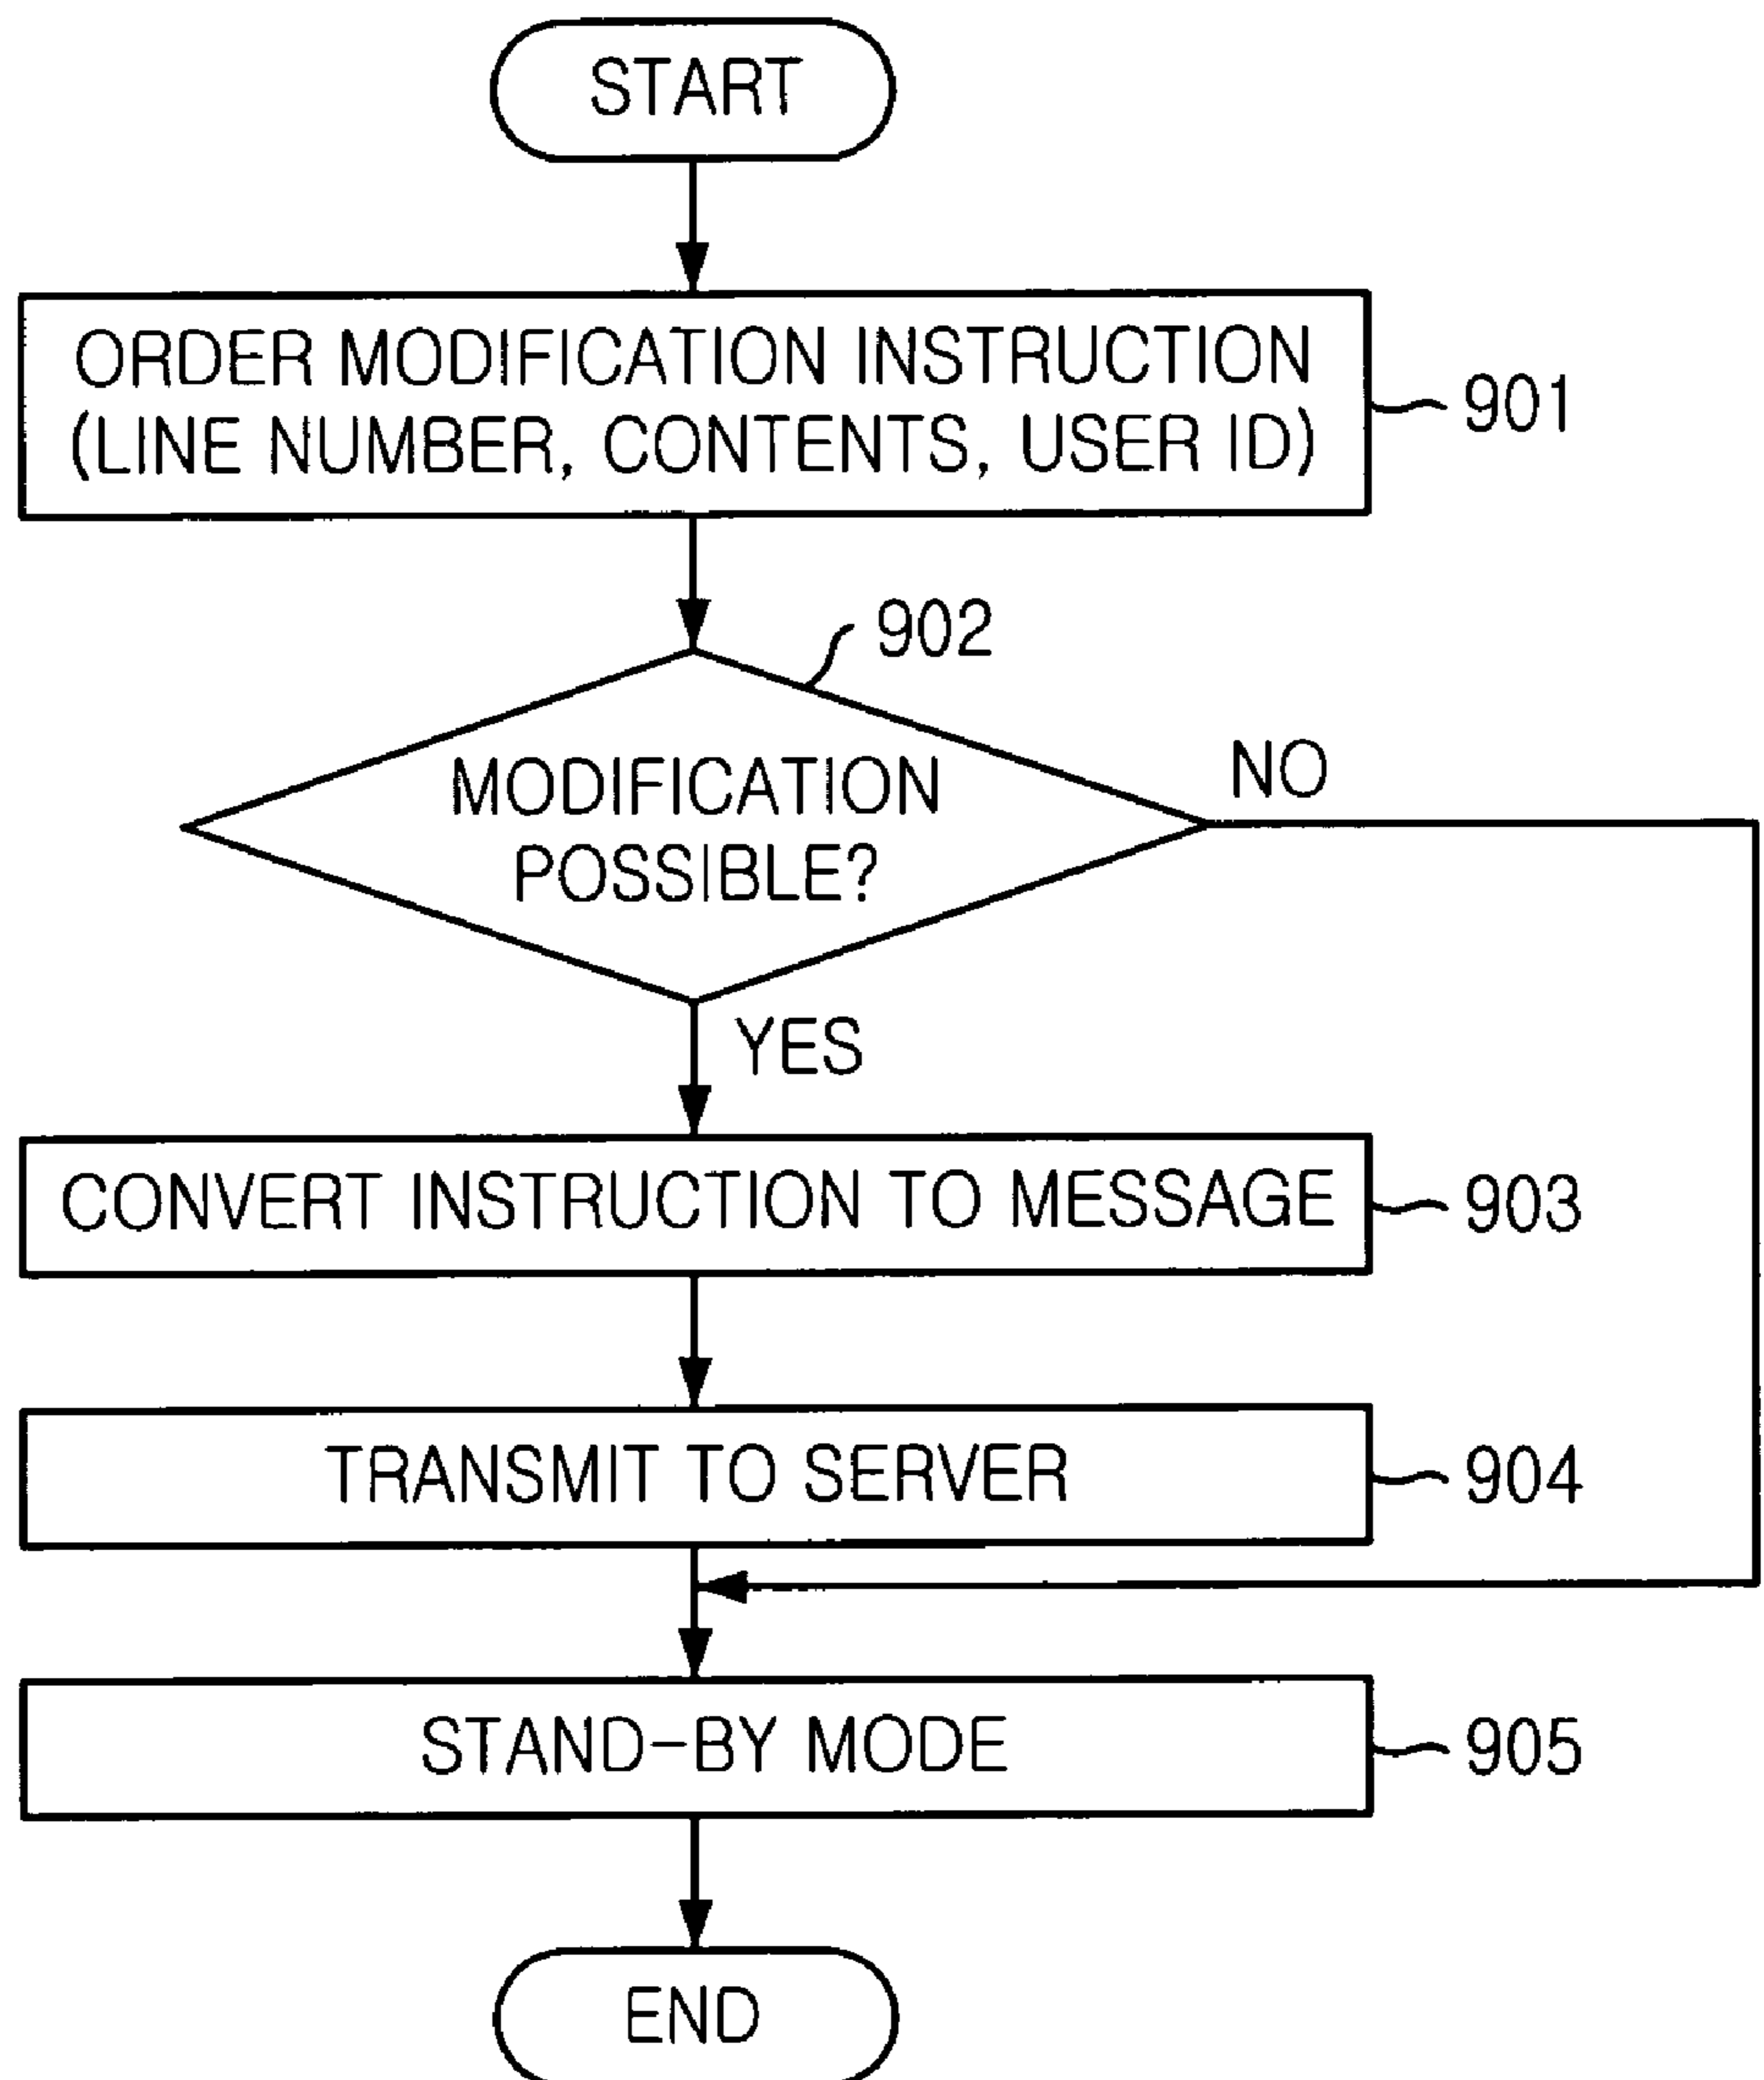 START
ORDER MODIFICATION INSTRUCTION
(LINE NUMBER, CONTENTS, USER ID)
901
902
MODIFICATION
POSSIBLE?
NO
YES
CONVERT INSTRUCTION TO MESSAGE
903
TRANSMIT TO SERVER
904
STAND-BY MODE
905
END